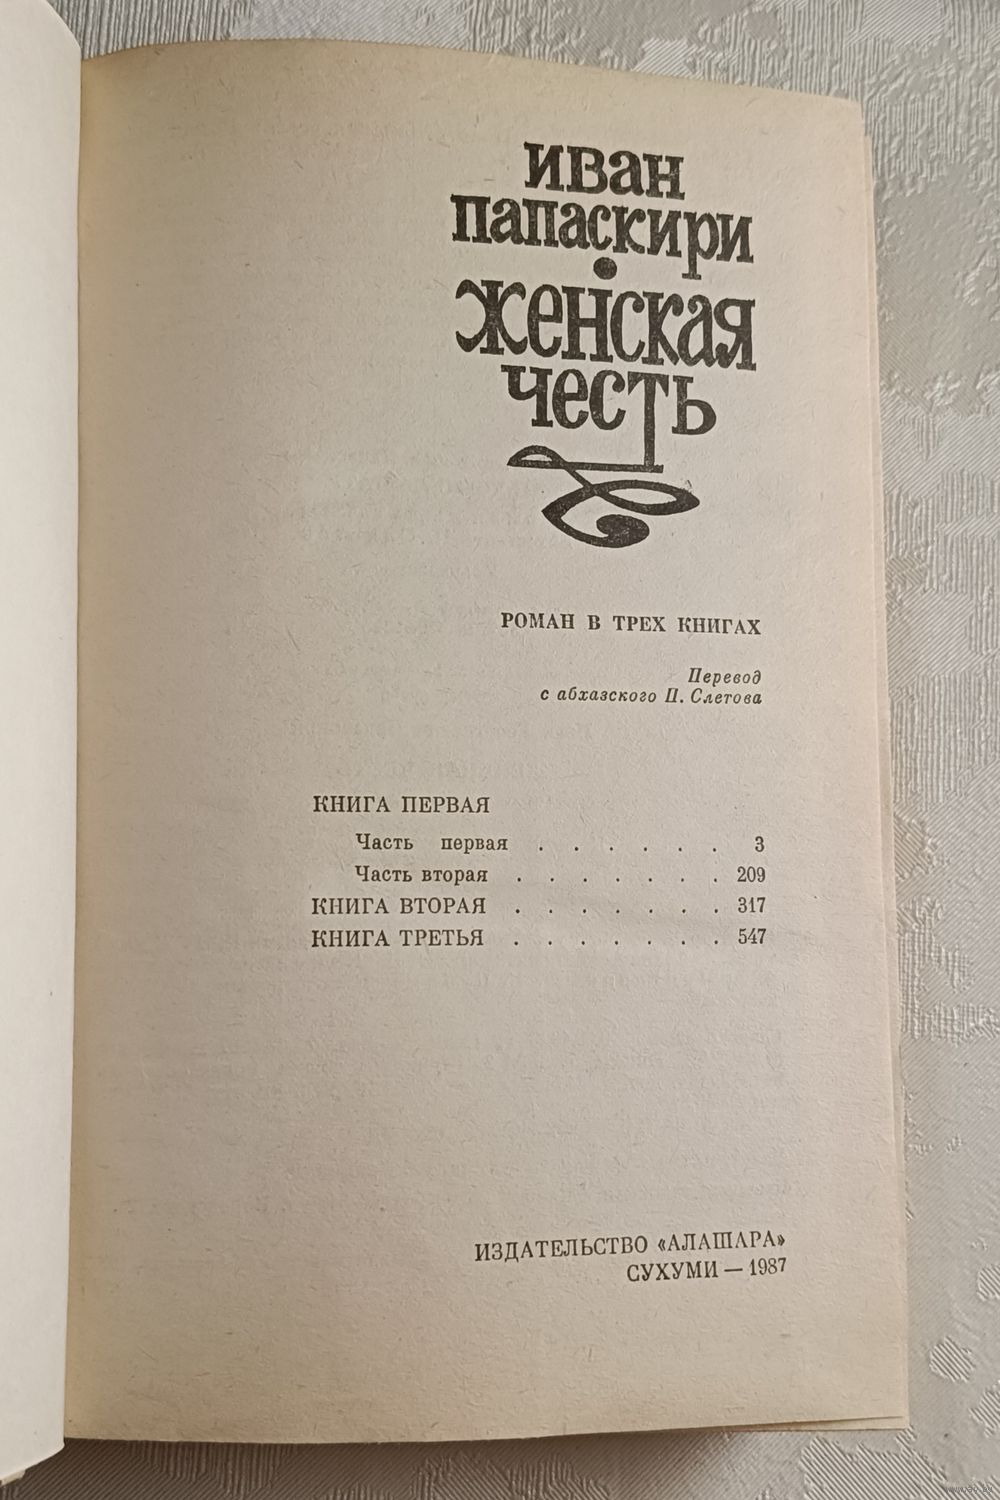 Иван
Папаскири
Женская
честь
РОМАН В ТРЕХ КНИГАХ
Перевод
с абхазского П. Слетова
КНИГА ПЕРВАЯ
Часть первая . . . . . . 3
Часть вторая . . . . . . . 209
КНИГА ВТОРАЯ . . . . . . . 317
КНИГА ТРЕТЬЯ . . . . . . . 547
ИЗДАТЕЛЬСТВО «АЛАШАРА»
СУХУМИ — 1987